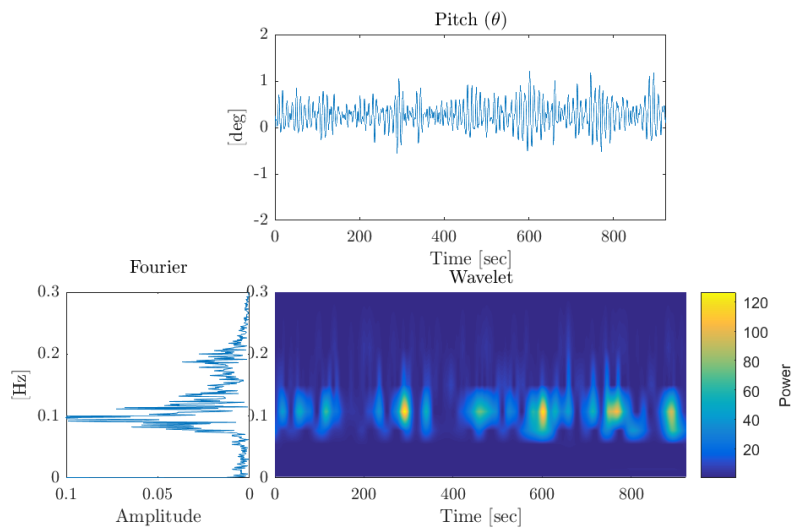 Pitch (θ)
2
1
0
-1
-2
[deg]
0 200 400 600 800
Time [sec]
Fourier
Wavelet
0.3
0.2
0.1
0
[Hz]
0.1 0.05 0
Amplitude
0.3
0.2
0.1
0
0 200 400 600 800
Time [sec]
120
100
80
60
40
20
Power